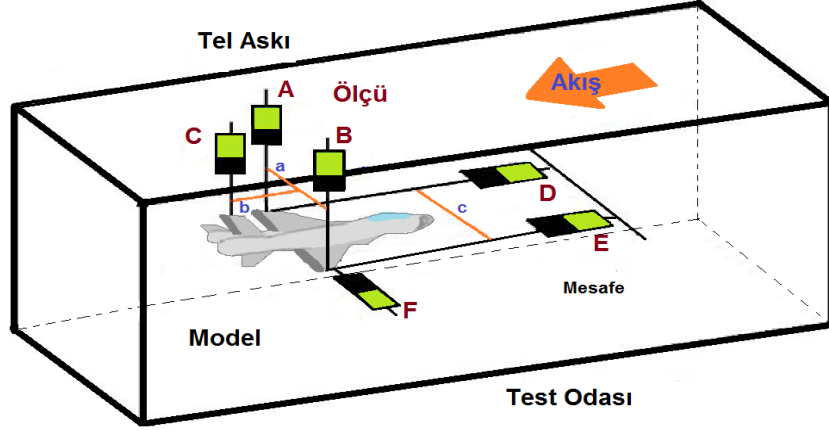 Tel Askı
Akış
A
Ölçü
C
B
a
b
c
D
E
Mesafe
F
Model
Test Odası